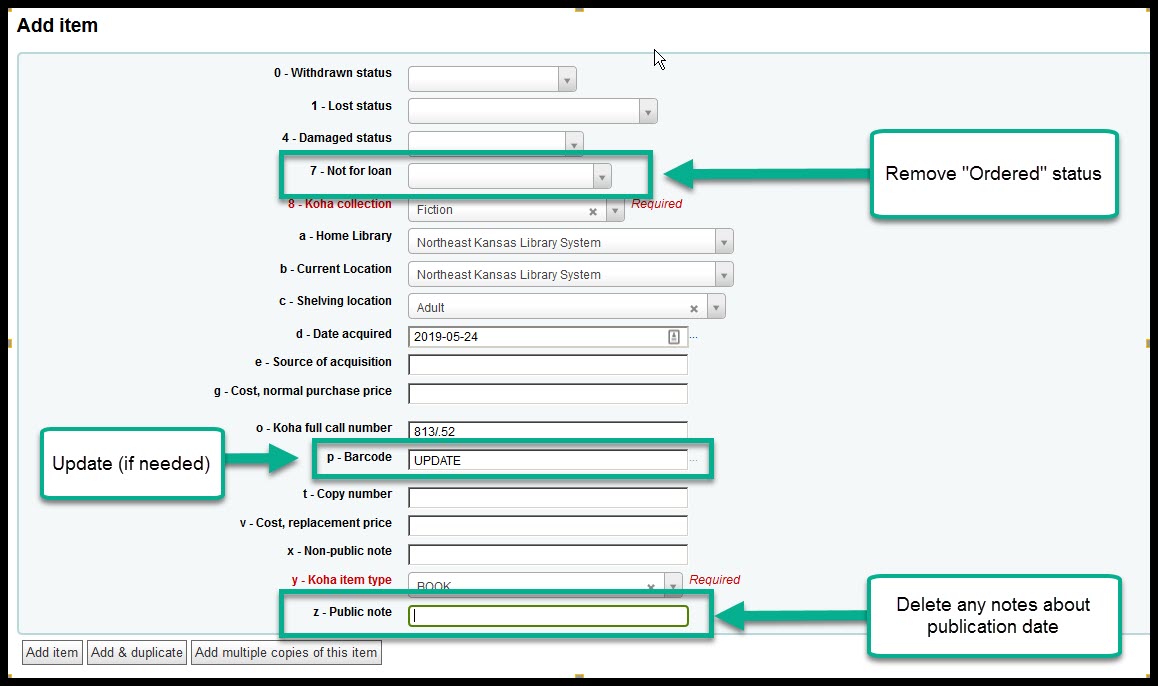 Add item
0 - Withdrawn status
1 - Lost status
4 - Damaged status
7 - Not for loan
Remove "Ordered" status
8 - Koha collection Fiction Required
a - Home Library Northeast Kansas Library System
b - Current Location Northeast Kansas Library System
c - Shelving location Adult
d - Date acquired 2019-05-24 ...
e - Source of acquisition
g - Cost, normal purchase price
o - Koha full call number 813/.52
Update (if needed)
p - Barcode UPDATE ...
t - Copy number
v - Cost, replacement price
x - Non-public note
y - Koha item type BOOK Required
z - Public note
Delete any notes about
publication date
Add item Add & duplicate Add multiple copies of this item